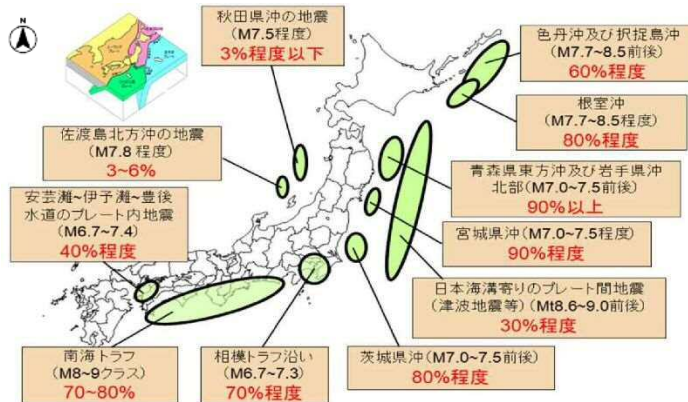 N
秋田県沖の地震
(M7.5程度)
3%程度以下
色丹沖及び択捉島沖
(M7.7~8.5前後)
60%程度
根室沖
(M7.7~8.5程度)
80%程度
佐渡島北方沖の地震
(M7.8 程度)
3~6%
青森県東方沖及び岩手県沖
北部(M7.0~7.5前後)
90%以上
安芸灘~伊予灘~豊後
水道のプレート内地震
(M6.7~7.4)
40%程度
宮城県沖(M7.0~7.5程度)
90%程度
日本海溝寄りのプレート間地震
(津波地震等) (Mt8.6~9.0前後)
30%程度
南海トラフ
(M8~9クラス)
70~80%
相模トラフ沿い
(M6.7~7.3)
70%程度
茨城県沖(M7.0~7.5前後)
80%程度